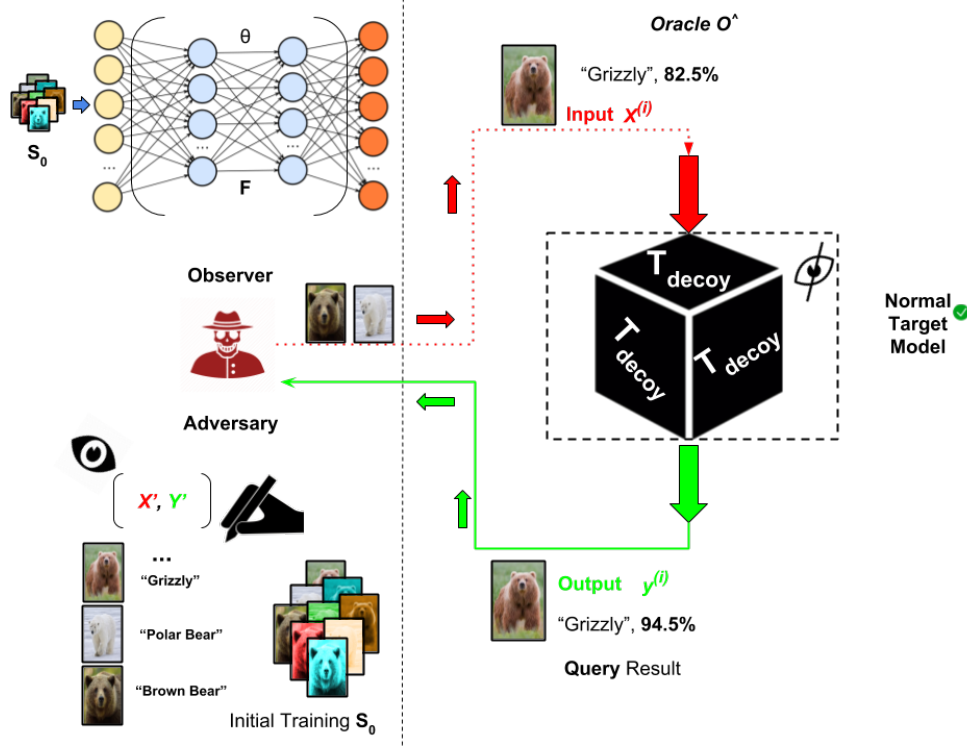 θ
F
...
...
...
S₀
Oracle O^
“Grizzly”, 82.5%
Input X⁽ⁱ⁾
Observer
Adversary
T decoy
T decoy
T decoy
Normal
Target
Model
X’, Y’
...
“Grizzly”
“Polar Bear”
“Brown Bear”
Initial Training S₀
Output y⁽ⁱ⁾
“Grizzly”, 94.5%
Query Result